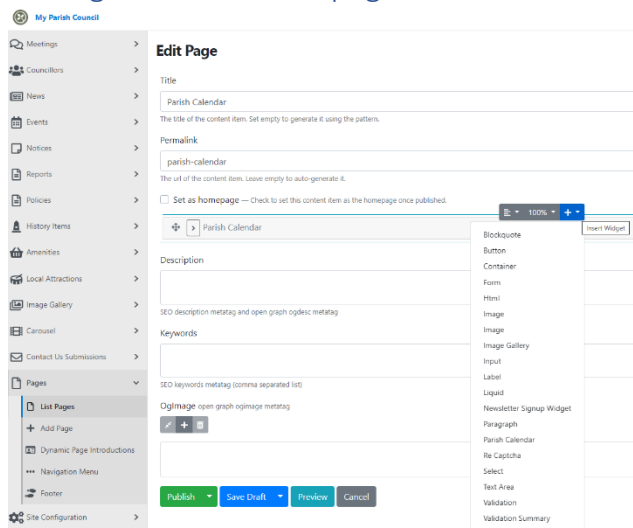 My Parish Council
Meetings
Councillors
News
Events
Notices
Reports
Policies
History Items
Amenities
Local Attractions
Image Gallery
Carousel
Contact Us Submissions
Pages
List Pages
Add Page
Dynamic Page Introductions
Navigation Menu
Footer
Site Configuration
Edit Page
Title
Parish Calendar
The title of the content item. Set empty to generate it using the pattern.
Permalink
parish-calendar
The url of the content item. Leave empty to auto-generate it.
Set as homepage — Check to set this content item as the homepage once published.
100%
Insert Widget
Parish Calendar
Blockquote
Button
Container
Form
Html
Image
Image
Image Gallery
Input
Label
Liquid
Newsletter Signup Widget
Paragraph
Parish Calendar
Re Captcha
Select
Text Area
Validation
Validation Summary
Description
SEO description metatag and open graph ogdesc metatag
Keywords
SEO keywords metatag (comma separated list)
OgImage open graph ogimage metatag
Publish
Save Draft
Preview
Cancel